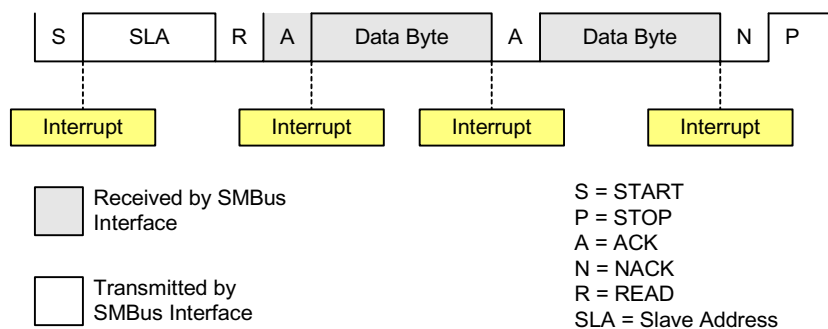 S SLA R A Data Byte A Data Byte N P
Interrupt Interrupt Interrupt Interrupt
Received by SMBus
Interface
Transmitted by
SMBus Interface
S = START
P = STOP
A = ACK
N = NACK
R = READ
SLA = Slave Address